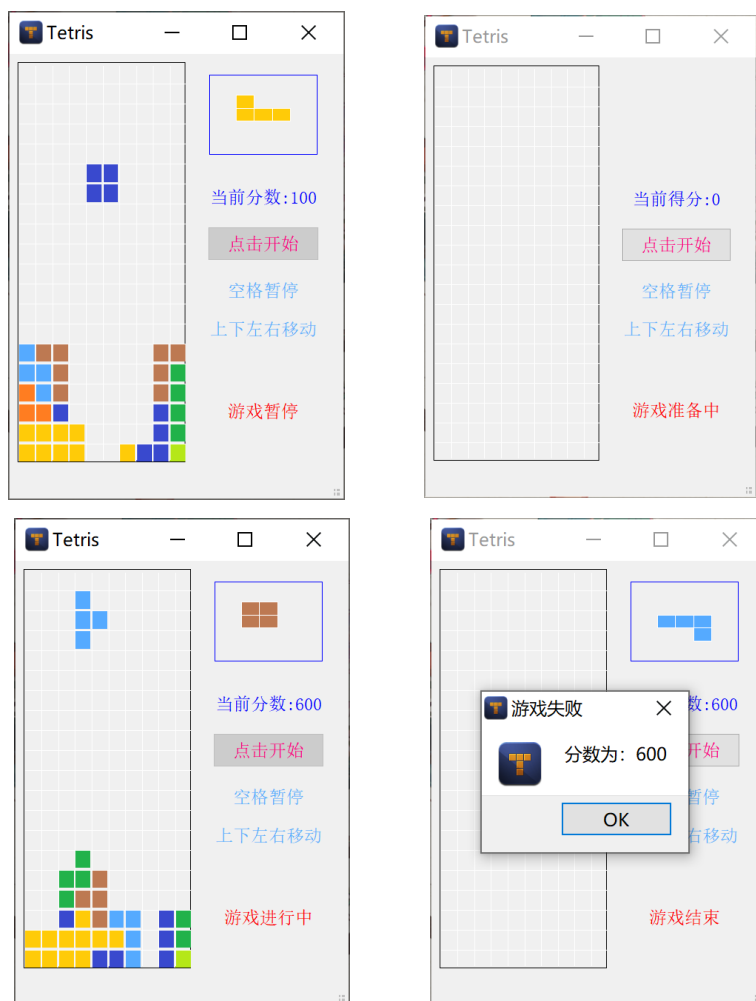 Tetris
当前分数:100
点击开始
空格暂停
上下左右移动
游戏暂停
Tetris
当前得分:0
点击开始
空格暂停
上下左右移动
游戏准备中
Tetris
当前分数:600
点击开始
空格暂停
上下左右移动
游戏进行中
Tetris
数:600
游戏失败
开始
分数为：600
暂停
OK
右移动
游戏结束